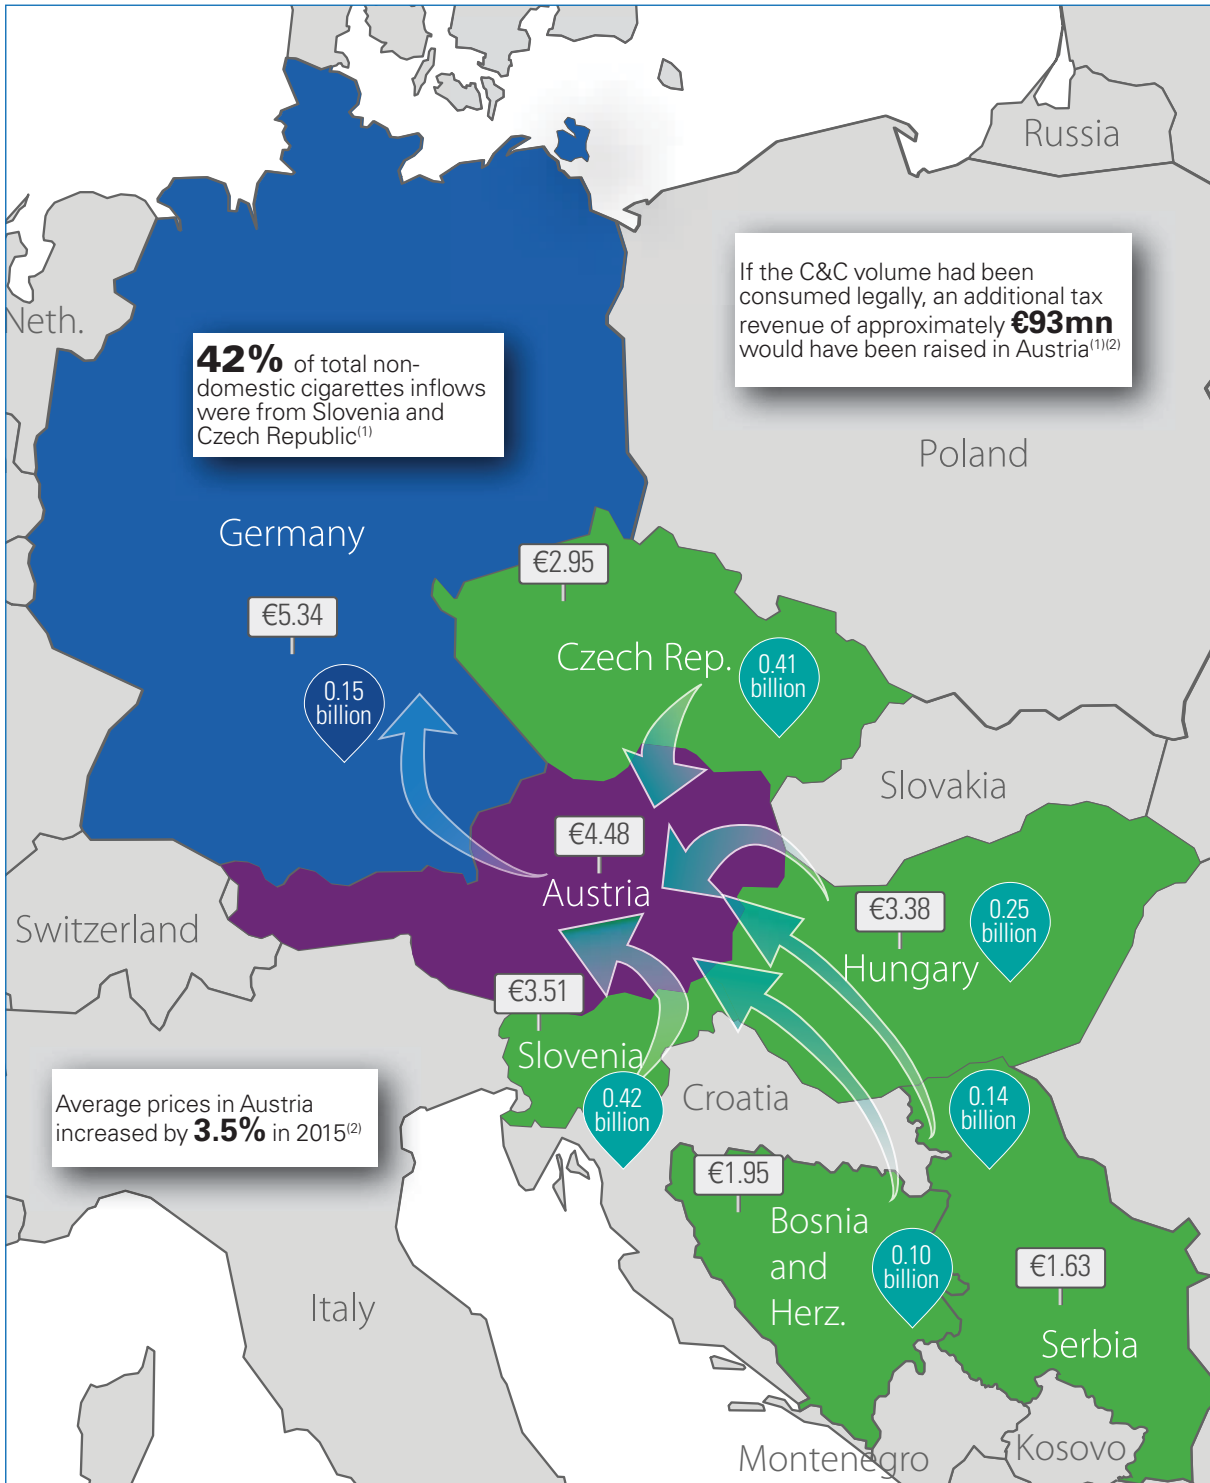 Russia
If the C&C volume had been
consumed legally, an additional tax
revenue of approximately €93mn
would have been raised in Austria(1)(2)
Neth.
42% of total non-
domestic cigarettes inflows
were from Slovenia and
Czech Republic(1)
Poland
Germany
€2.95
€5.34
Czech Rep.
0.41
billion
0.15
billion
Slovakia
€4.48
Austria
€3.38
0.25
billion
Switzerland
Hungary
€3.51
Slovenia
Croatia
0.42
billion
0.14
billion
Average prices in Austria
increased by 3.5% in 2015(2)
€1.95
Bosnia
and
Herz.
0.10
billion
€1.63
Italy
Serbia
Montenegro
Kosovo